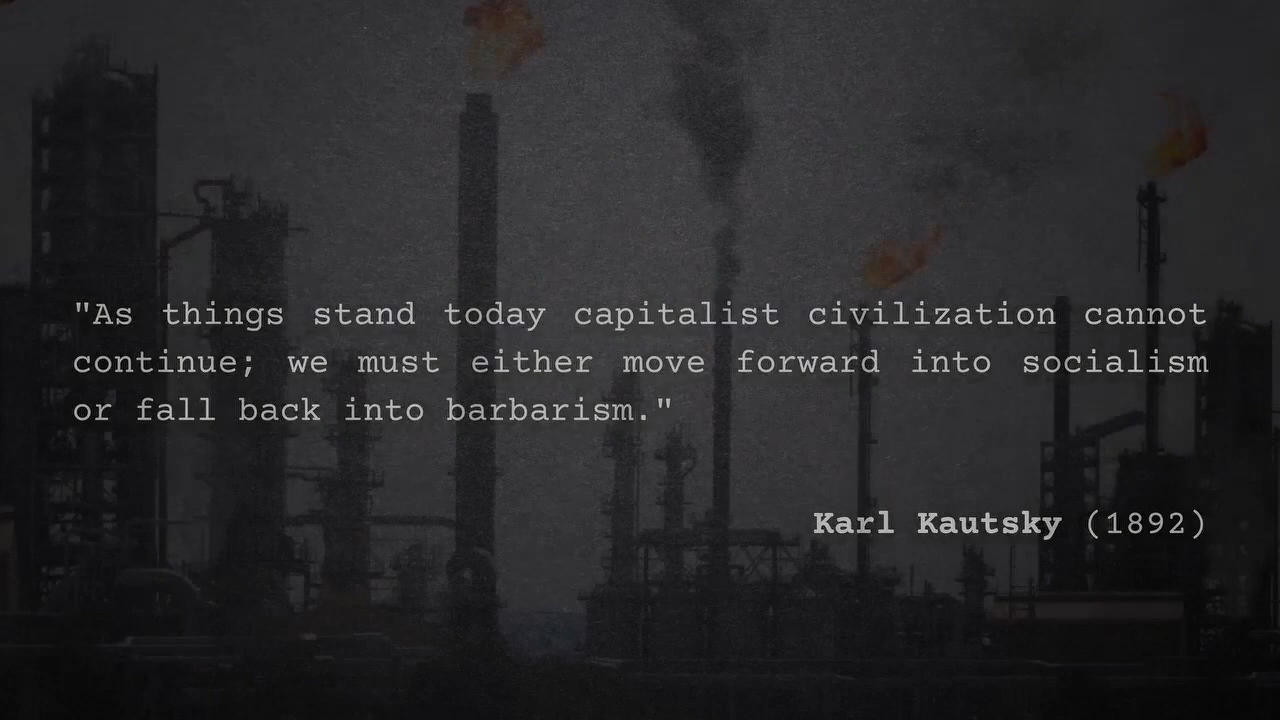 "As things stand today capitalist civilization cannot
continue; we must either move forward into socialism
or fall back into barbarism."
Karl Kautsky (1892)